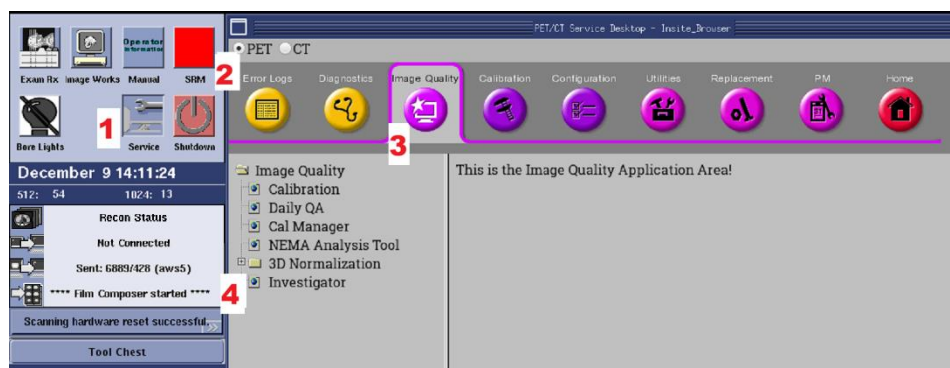 Operator
Information
Exam Rx Image Works Manual SRM
1
Bore Lights Service Shutdown
December 9 14:11:24
512: 54 1024: 13
Recon Status
Not Connected
Sent: 6889/428 (aws5)
**** Film Composer started ****
Scanning hardware reset successful.
>>
Tool Chest
PET/CT Service Desktop - Insite_Browser
PET CT
2
Error Logs Diagnostics Image Quality Calibration Configuration Utilities Replacement PM Home
3
Image Quality
Calibration
Daily QA
Cal Manager
NEMA Analysis Tool
3D Normalization
4
Investigator
This is the Image Quality Application Area!